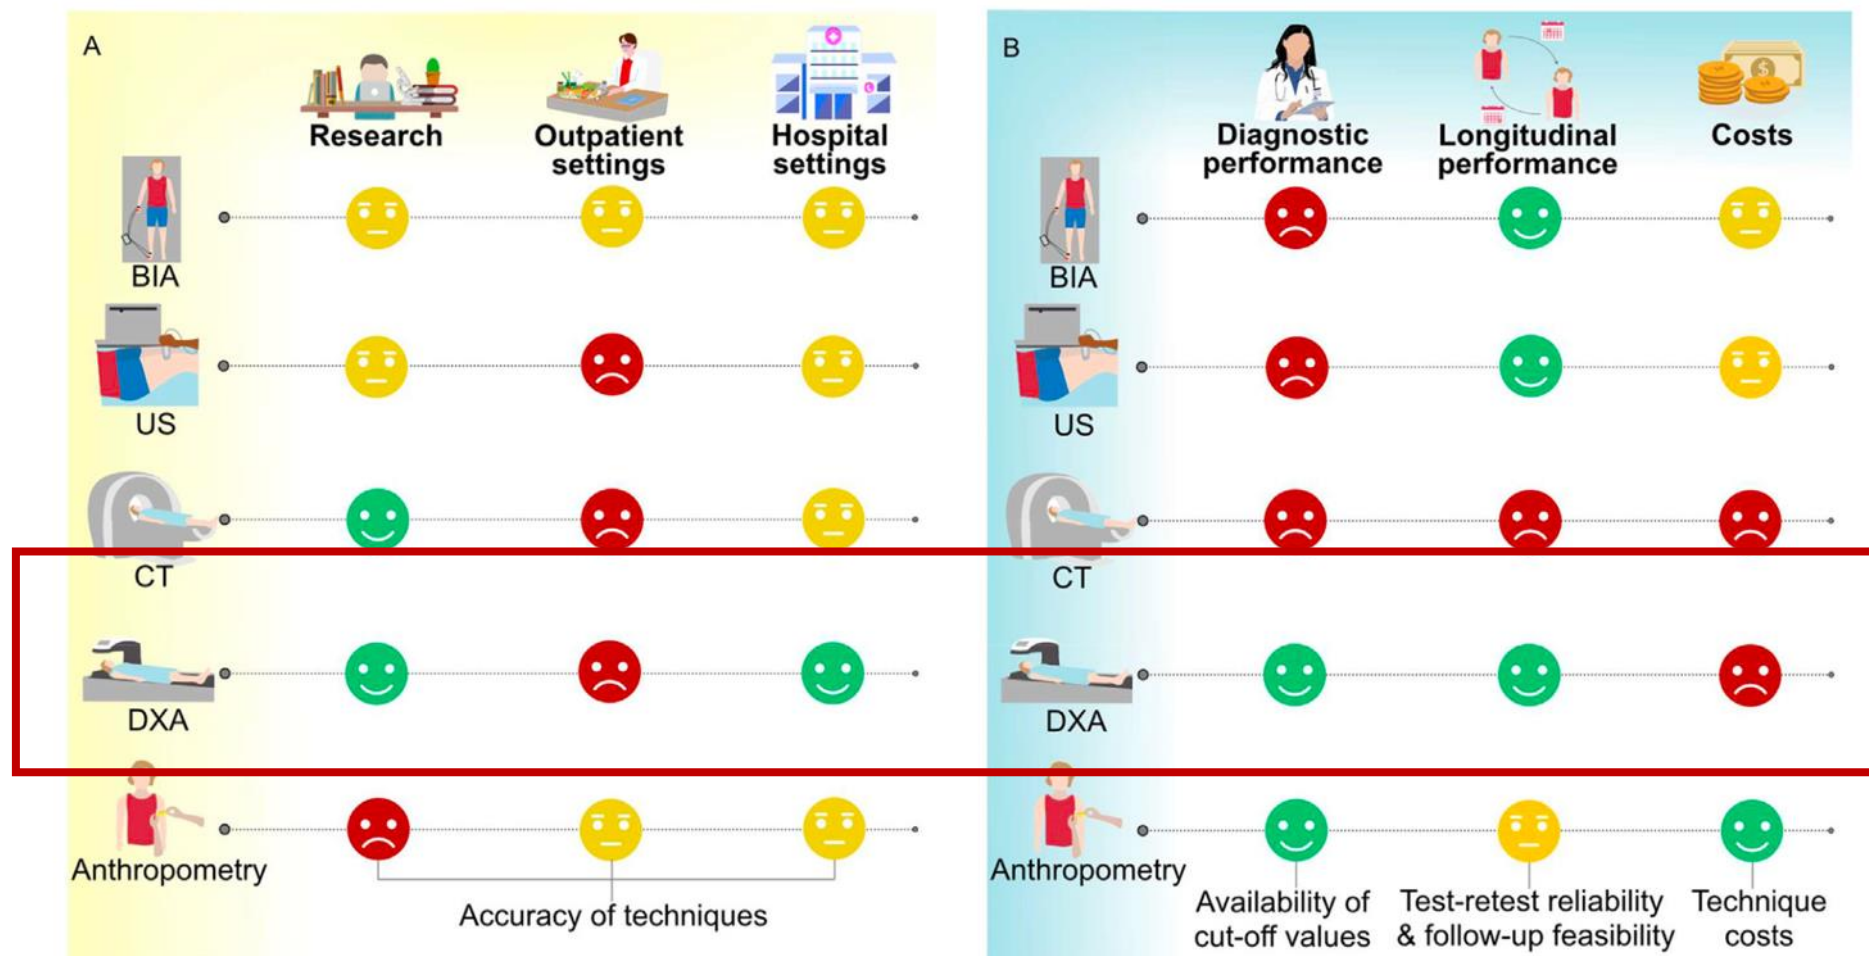 A
Research
Outpatient
settings
Hospital
settings
BIA
US
CT
DXA
Anthropometry
Accuracy of techniques
B
Diagnostic
performance
Longitudinal
performance
Costs
BIA
US
CT
DXA
Anthropometry
Availability of
cut-off values
Test-retest reliability
& follow-up feasibility
Technique
costs